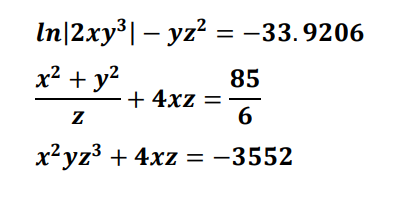 ln|2xy³| − yz² = −33.9206
(x² + y²)/z + 4xz = 85/6
x²yz³ + 4xz = −3552